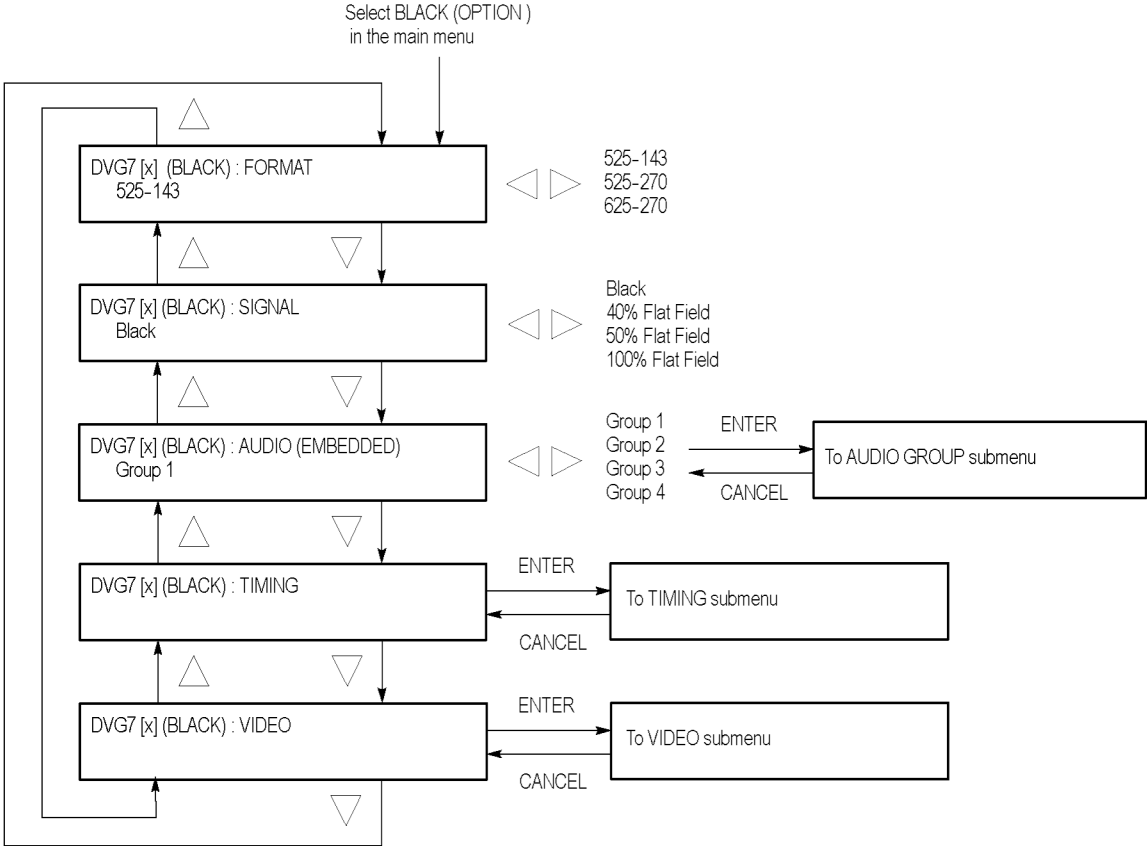 Select BLACK (OPTION )
in the main menu
DVG7 [x] (BLACK) : FORMAT
525-143
525-143
525-270
625-270
DVG7 [x] (BLACK) : SIGNAL
Black
Black
40% Flat Field
50% Flat Field
100% Flat Field
DVG7 [x] (BLACK) : AUDIO (EMBEDDED)
Group 1
Group 1
Group 2
Group 3
Group 4
ENTER
CANCEL
To AUDIO GROUP submenu
DVG7 [x] (BLACK) : TIMING
ENTER
CANCEL
To TIMING submenu
DVG7 [x] (BLACK) : VIDEO
ENTER
CANCEL
To VIDEO submenu